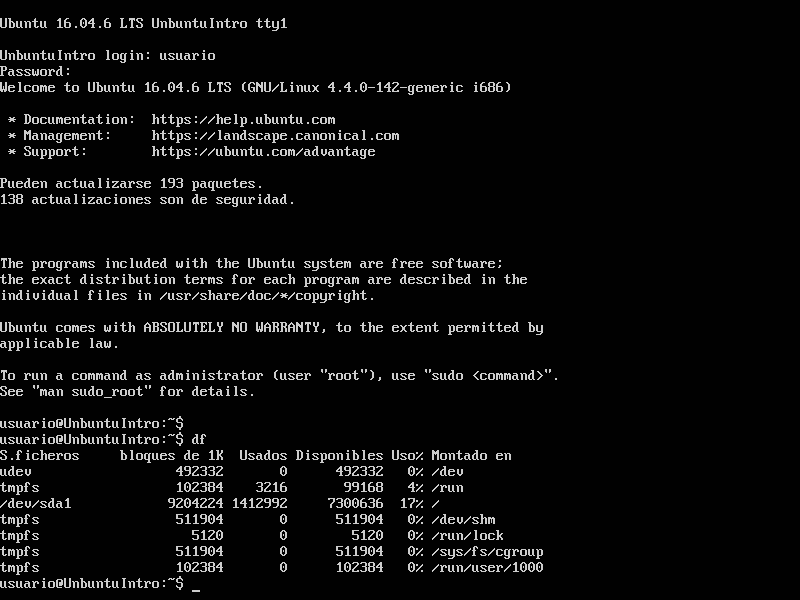 Ubuntu 16.04.6 LTS UnbuntuIntro tty1
UnbuntuIntro login: usuario
Password:
Welcome to Ubuntu 16.04.6 LTS (GNU/Linux 4.4.0-142-generic i686)
* Documentation:  https://help.ubuntu.com
* Management:     https://landscape.canonical.com
* Support:        https://ubuntu.com/advantage
Pueden actualizarse 193 paquetes.
138 actualizaciones son de seguridad.
The programs included with the Ubuntu system are free software;
the exact distribution terms for each program are described in the
individual files in /usr/share/doc/*/copyright.
Ubuntu comes with ABSOLUTELY NO WARRANTY, to the extent permitted by
applicable law.
To run a command as administrator (user "root"), use "sudo <command>".
See "man sudo_root" for details.
usuario@UnbuntuIntro:~$
usuario@UnbuntuIntro:~$ df
S.ficheros     bloques de 1K  Usados Disponibles Uso% Montado en
udev                  492332       0      492332   0% /dev
tmpfs                 102384    3216       99168   4% /run
/dev/sda1            9204224 1412992     7300636  17% /
tmpfs                 511904       0      511904   0% /dev/shm
tmpfs                   5120       0        5120   0% /run/lock
tmpfs                 511904       0      511904   0% /sys/fs/cgroup
tmpfs                 102384       0      102384   0% /run/user/1000
usuario@UnbuntuIntro:~$ _